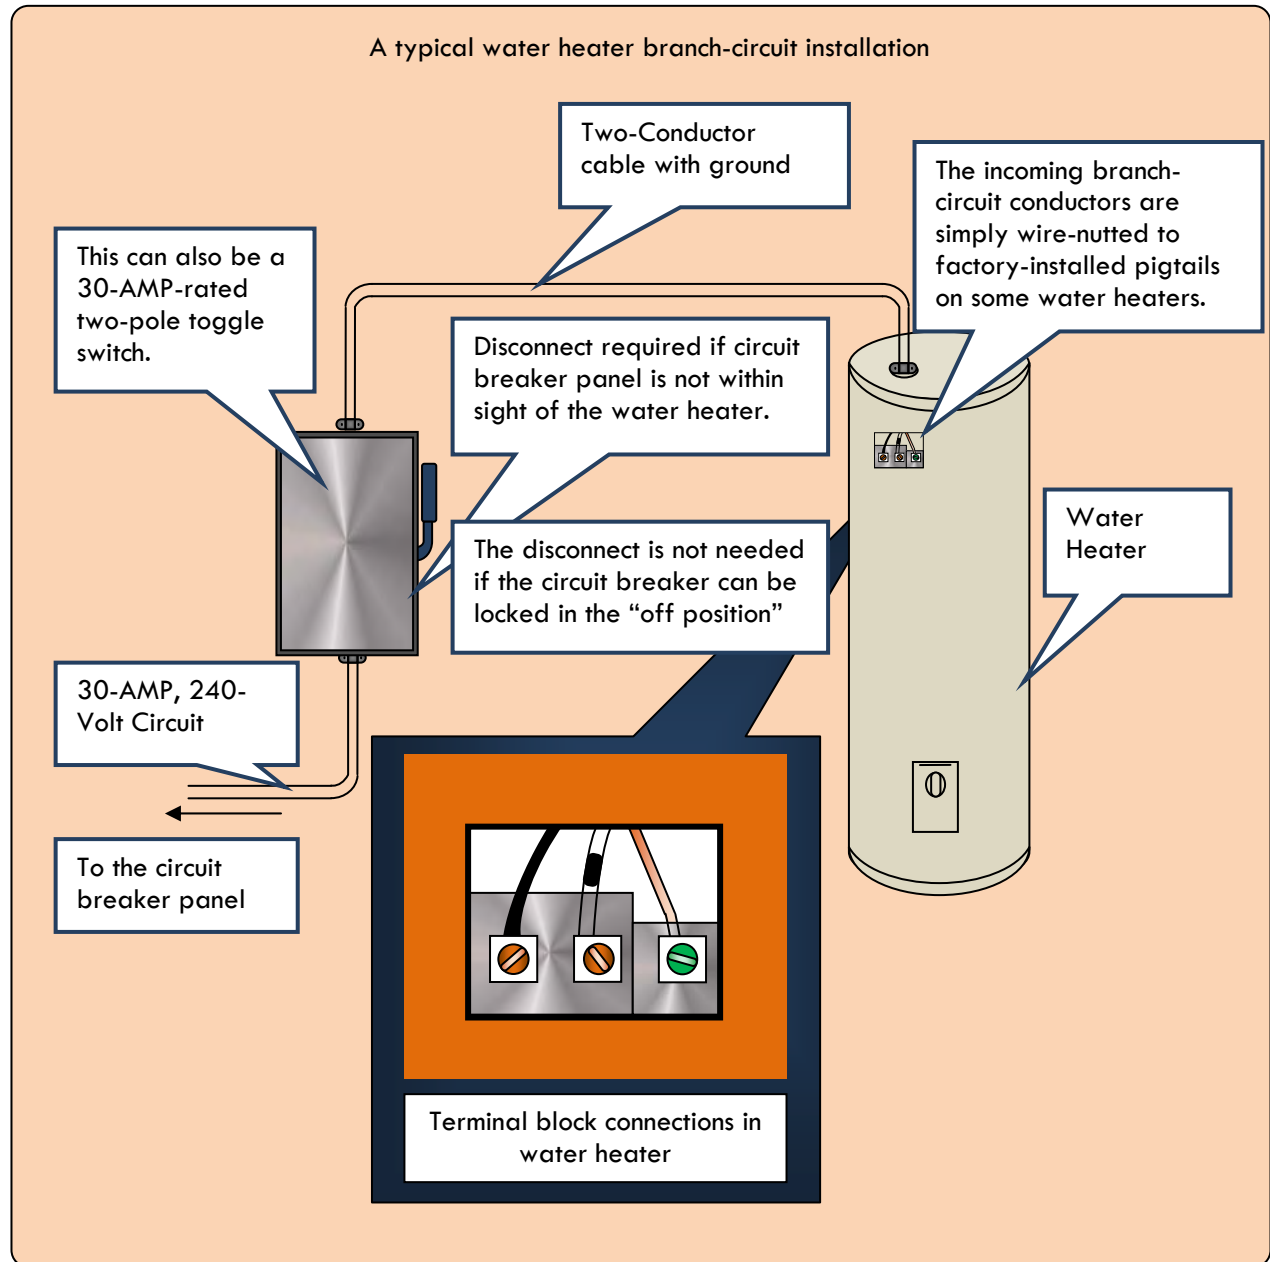 A typical water heater branch-circuit installation
Two-Conductor
cable with ground
The incoming branch-
circuit conductors are
simply wire-nutted to
factory-installed pigtails
on some water heaters.
This can also be a
30-AMP-rated
two-pole toggle
switch.
Disconnect required if circuit
breaker panel is not within
sight of the water heater.
The disconnect is not needed
if the circuit breaker can be
locked in the “off position”
Water
Heater
30-AMP, 240-
Volt Circuit
To the circuit
breaker panel
Terminal block connections in
water heater